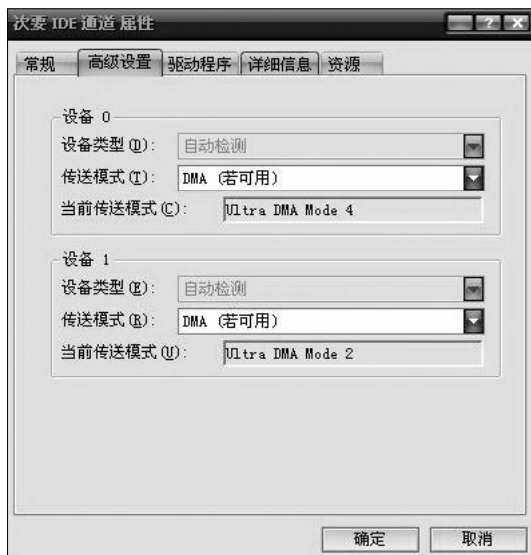 次要 IDE 通道 属性
常规 高级设置 驱动程序 详细信息 资源
设备 0
设备类型(D): 自动检测
传送模式(T): DMA (若可用)
当前传送模式(C): Ultra DMA Mode 4
设备 1
设备类型(E): 自动检测
传送模式(R): DMA (若可用)
当前传送模式(U): Ultra DMA Mode 2
确定 取消